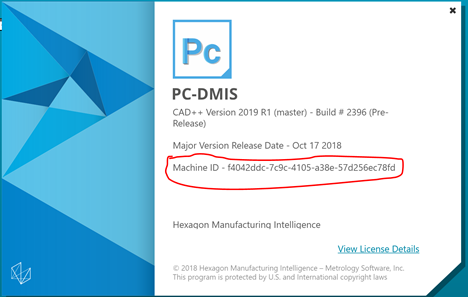 Pc
PC-DMIS
CAD++ Version 2019 R1 (master) - Build # 2396 (Pre-
Release)
Major Version Release Date - Oct 17 2018
Machine ID - f4042ddc-7c9c-4105-a38e-57d256ec78fd
Hexagon Manufacturing Intelligence
View License Details
© 2018 Hexagon Manufacturing Intelligence – Metrology Software, Inc.
This program is protected by U.S. and International copyright laws